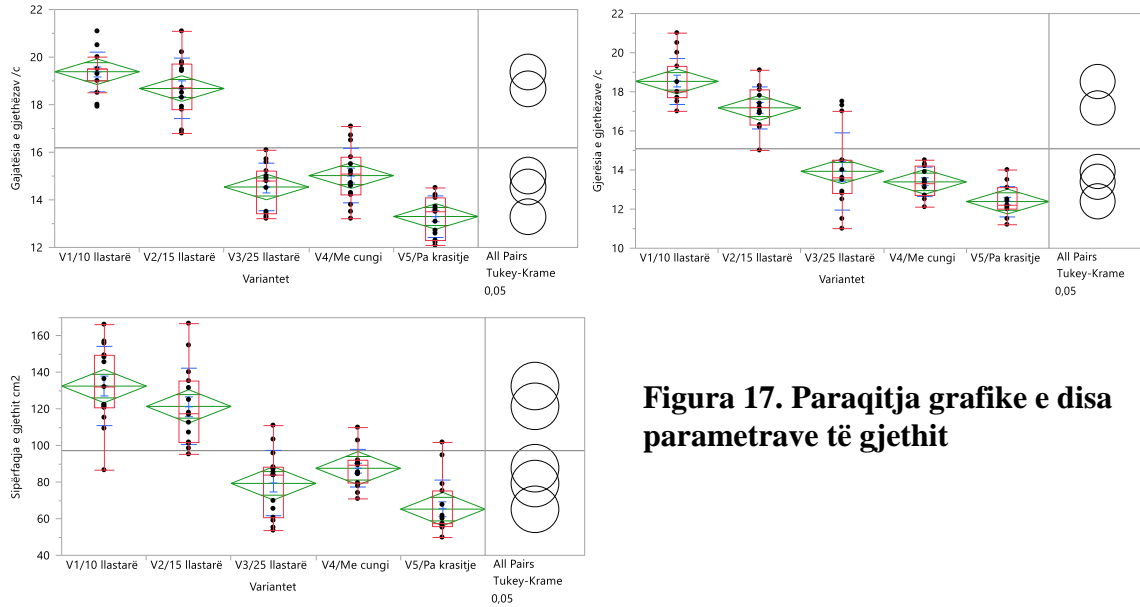 Gajatësia e gjethëzav /c
22
20
18
16
14
12
V1/10 llastarë V2/15 llastarë V3/25 llastarë V4/Me cungi V5/Pa krasitje
Variantet
All Pairs
Tukey-Krame
0,05
Gjerësia e gjethëzave /c
22
20
18
16
14
12
10
V1/10 llastarë V2/15 llastarë V3/25 llastarë V4/Me cungi V5/Pa krasitje
Variantet
All Pairs
Tukey-Krame
0,05
Sipërfaqja e gjethit cm2
160
140
120
100
80
60
40
V1/10 llastarë V2/15 llastarë V3/25 llastarë V4/Me cungi V5/Pa krasitje
Variantet
All Pairs
Tukey-Krame
0,05
Figura 17. Paraqitja grafike e disa
parametrave të gjethit